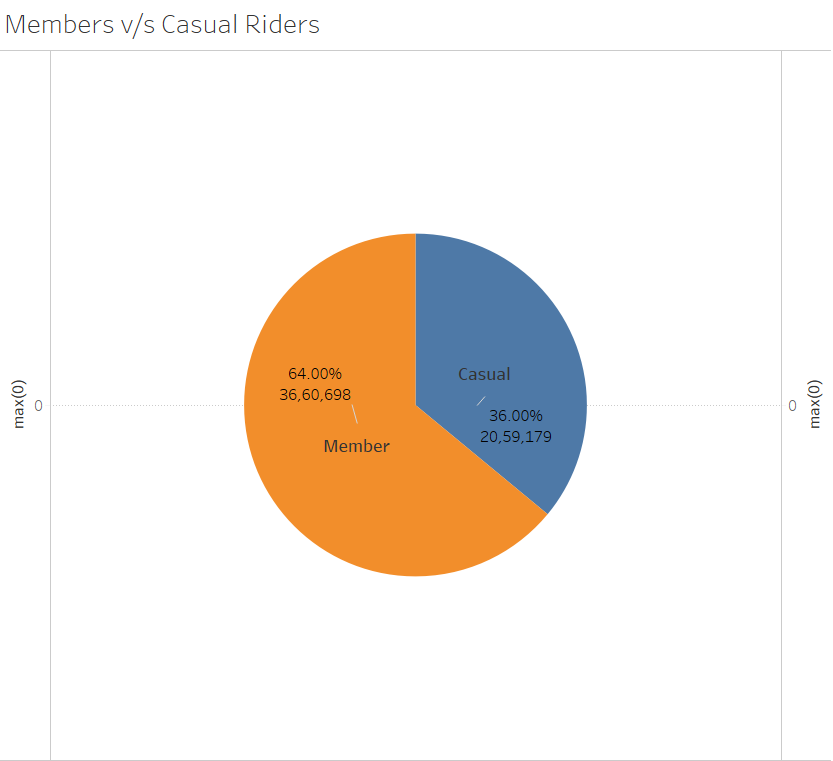 Members v/s Casual Riders
max(0)
0
64.00%
36,60,698
Member
Casual
36.00%
20,59,179
0
max(0)